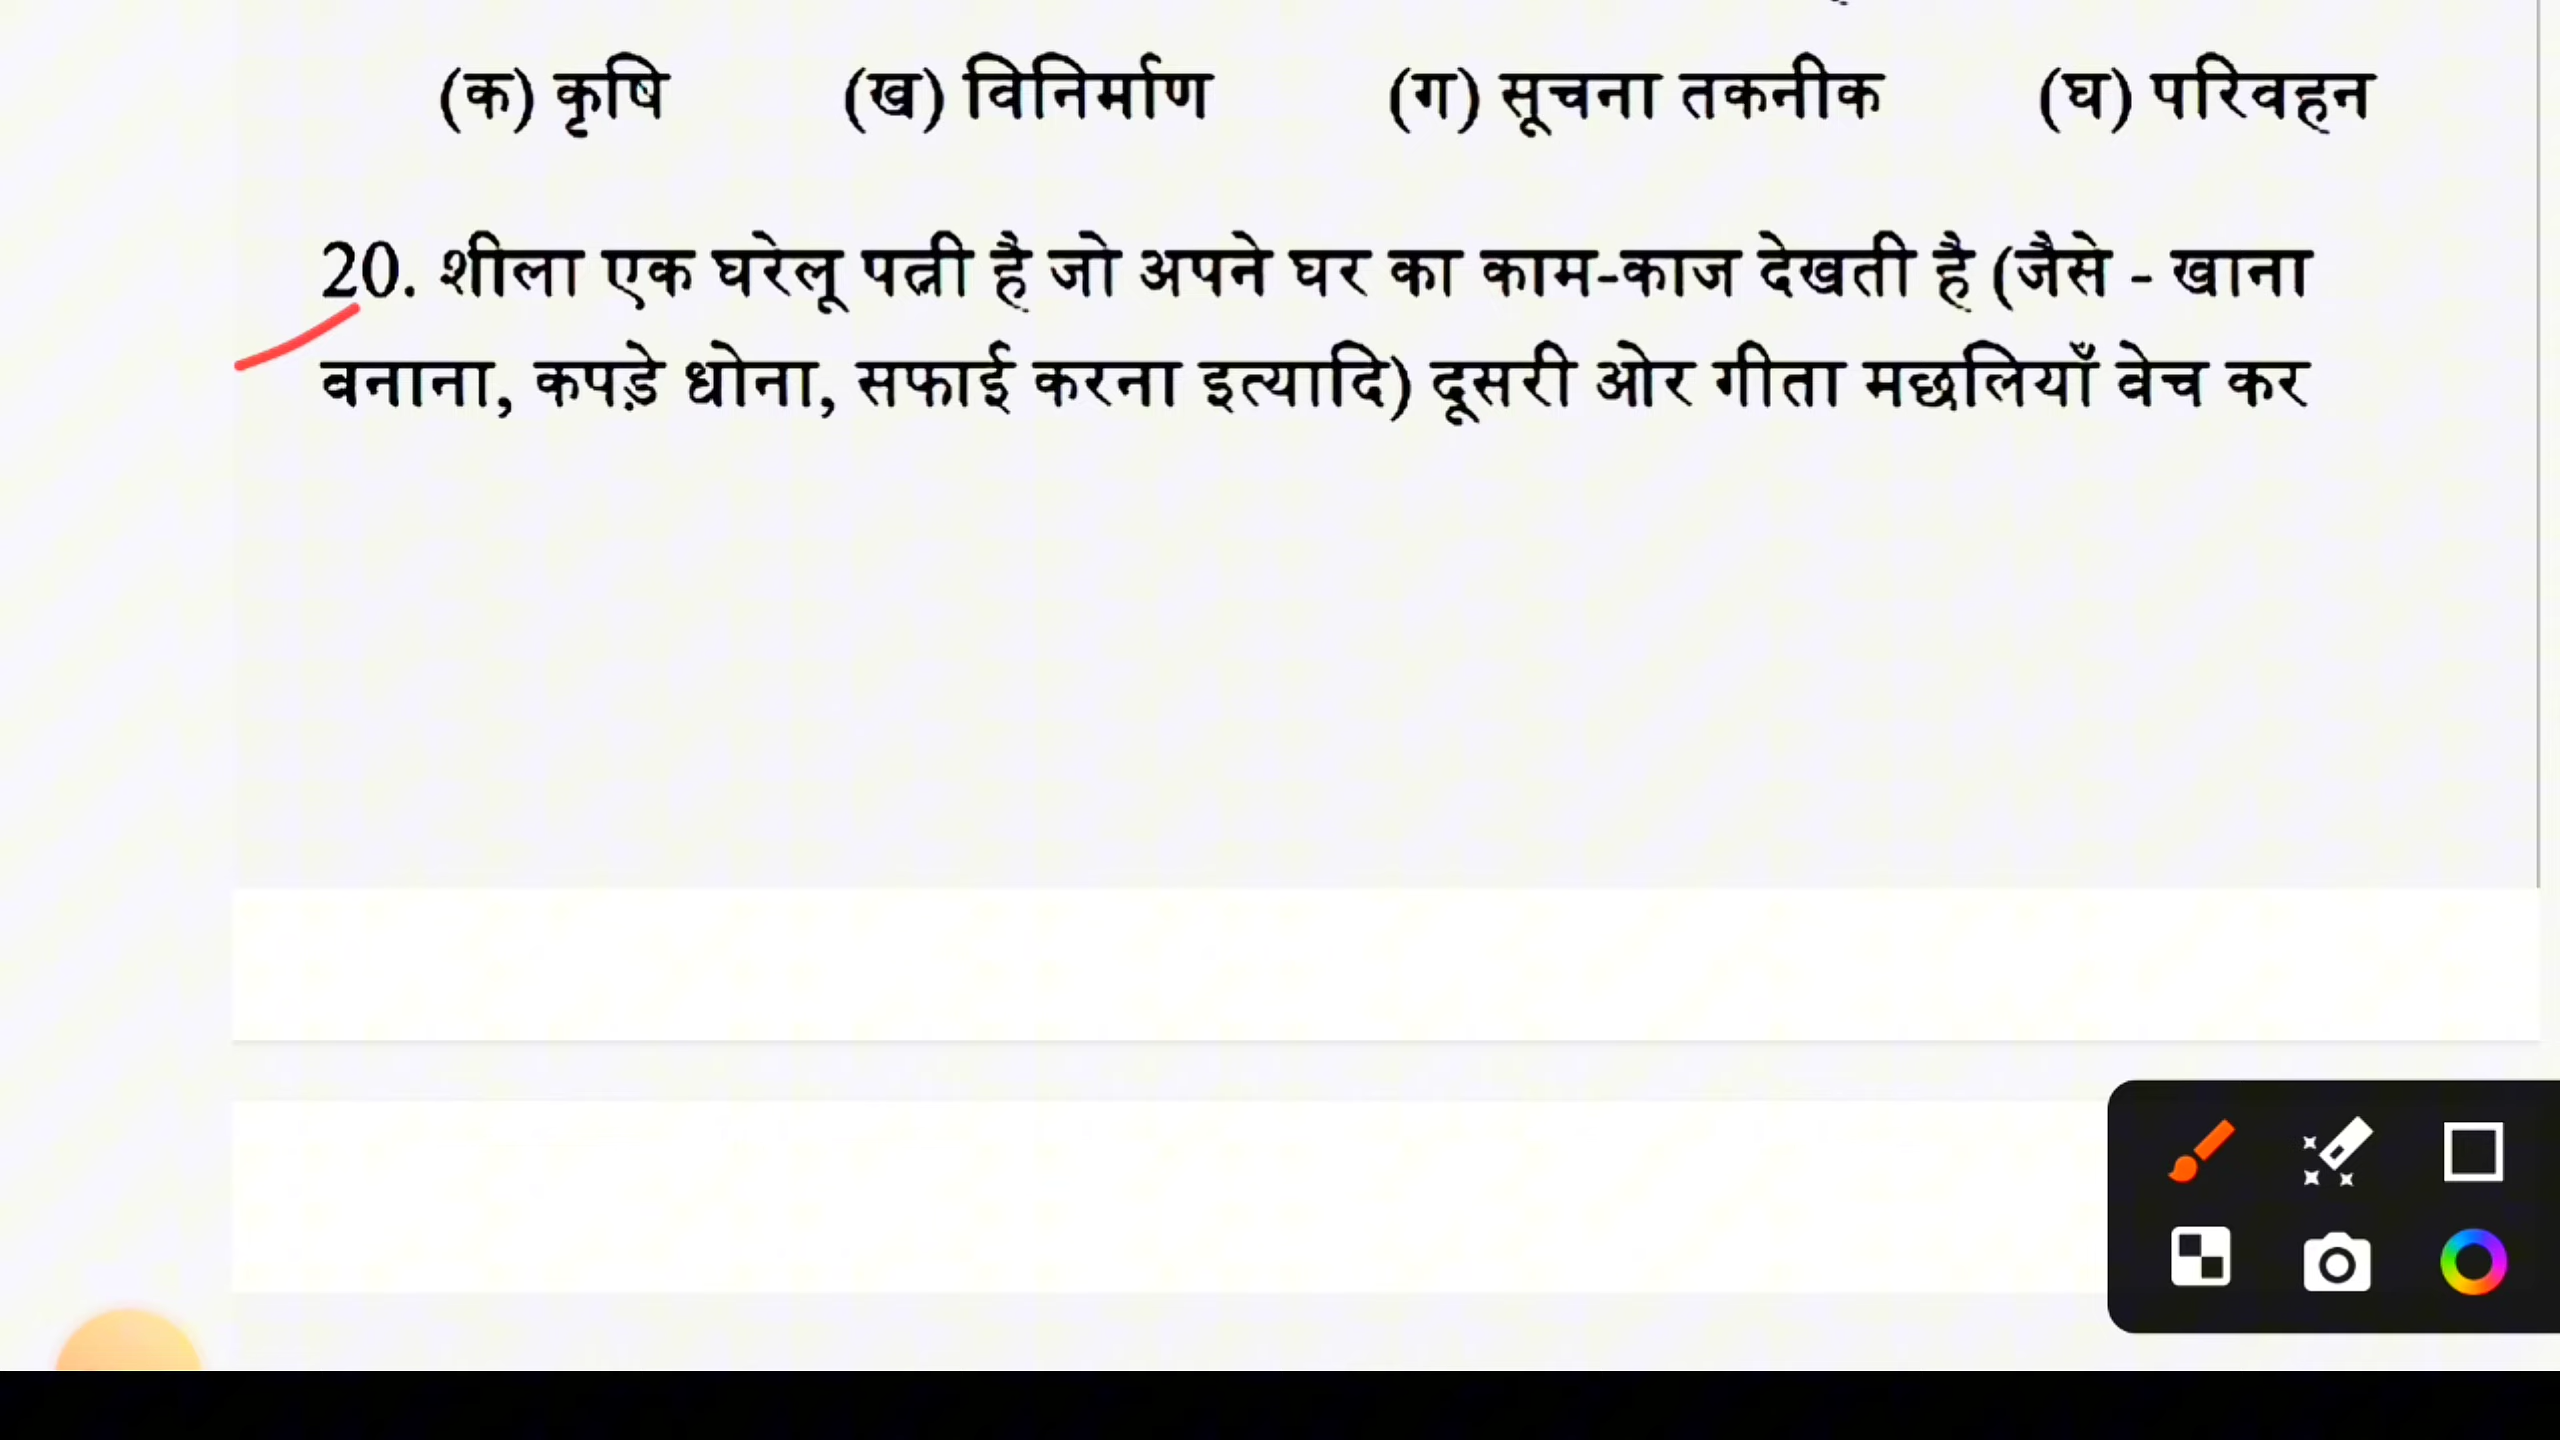 (क) कृषि (ख) विनिर्माण (ग) सूचना तकनीक (घ) परिवहन
20. शीला एक घरेलू पत्नी है जो अपने घर का काम-काज देखती है (जैसे - खाना
वनाना, कपड़े धोना, सफाई करना इत्यादि) दूसरी ओर गीता मछलियाँ वेच कर